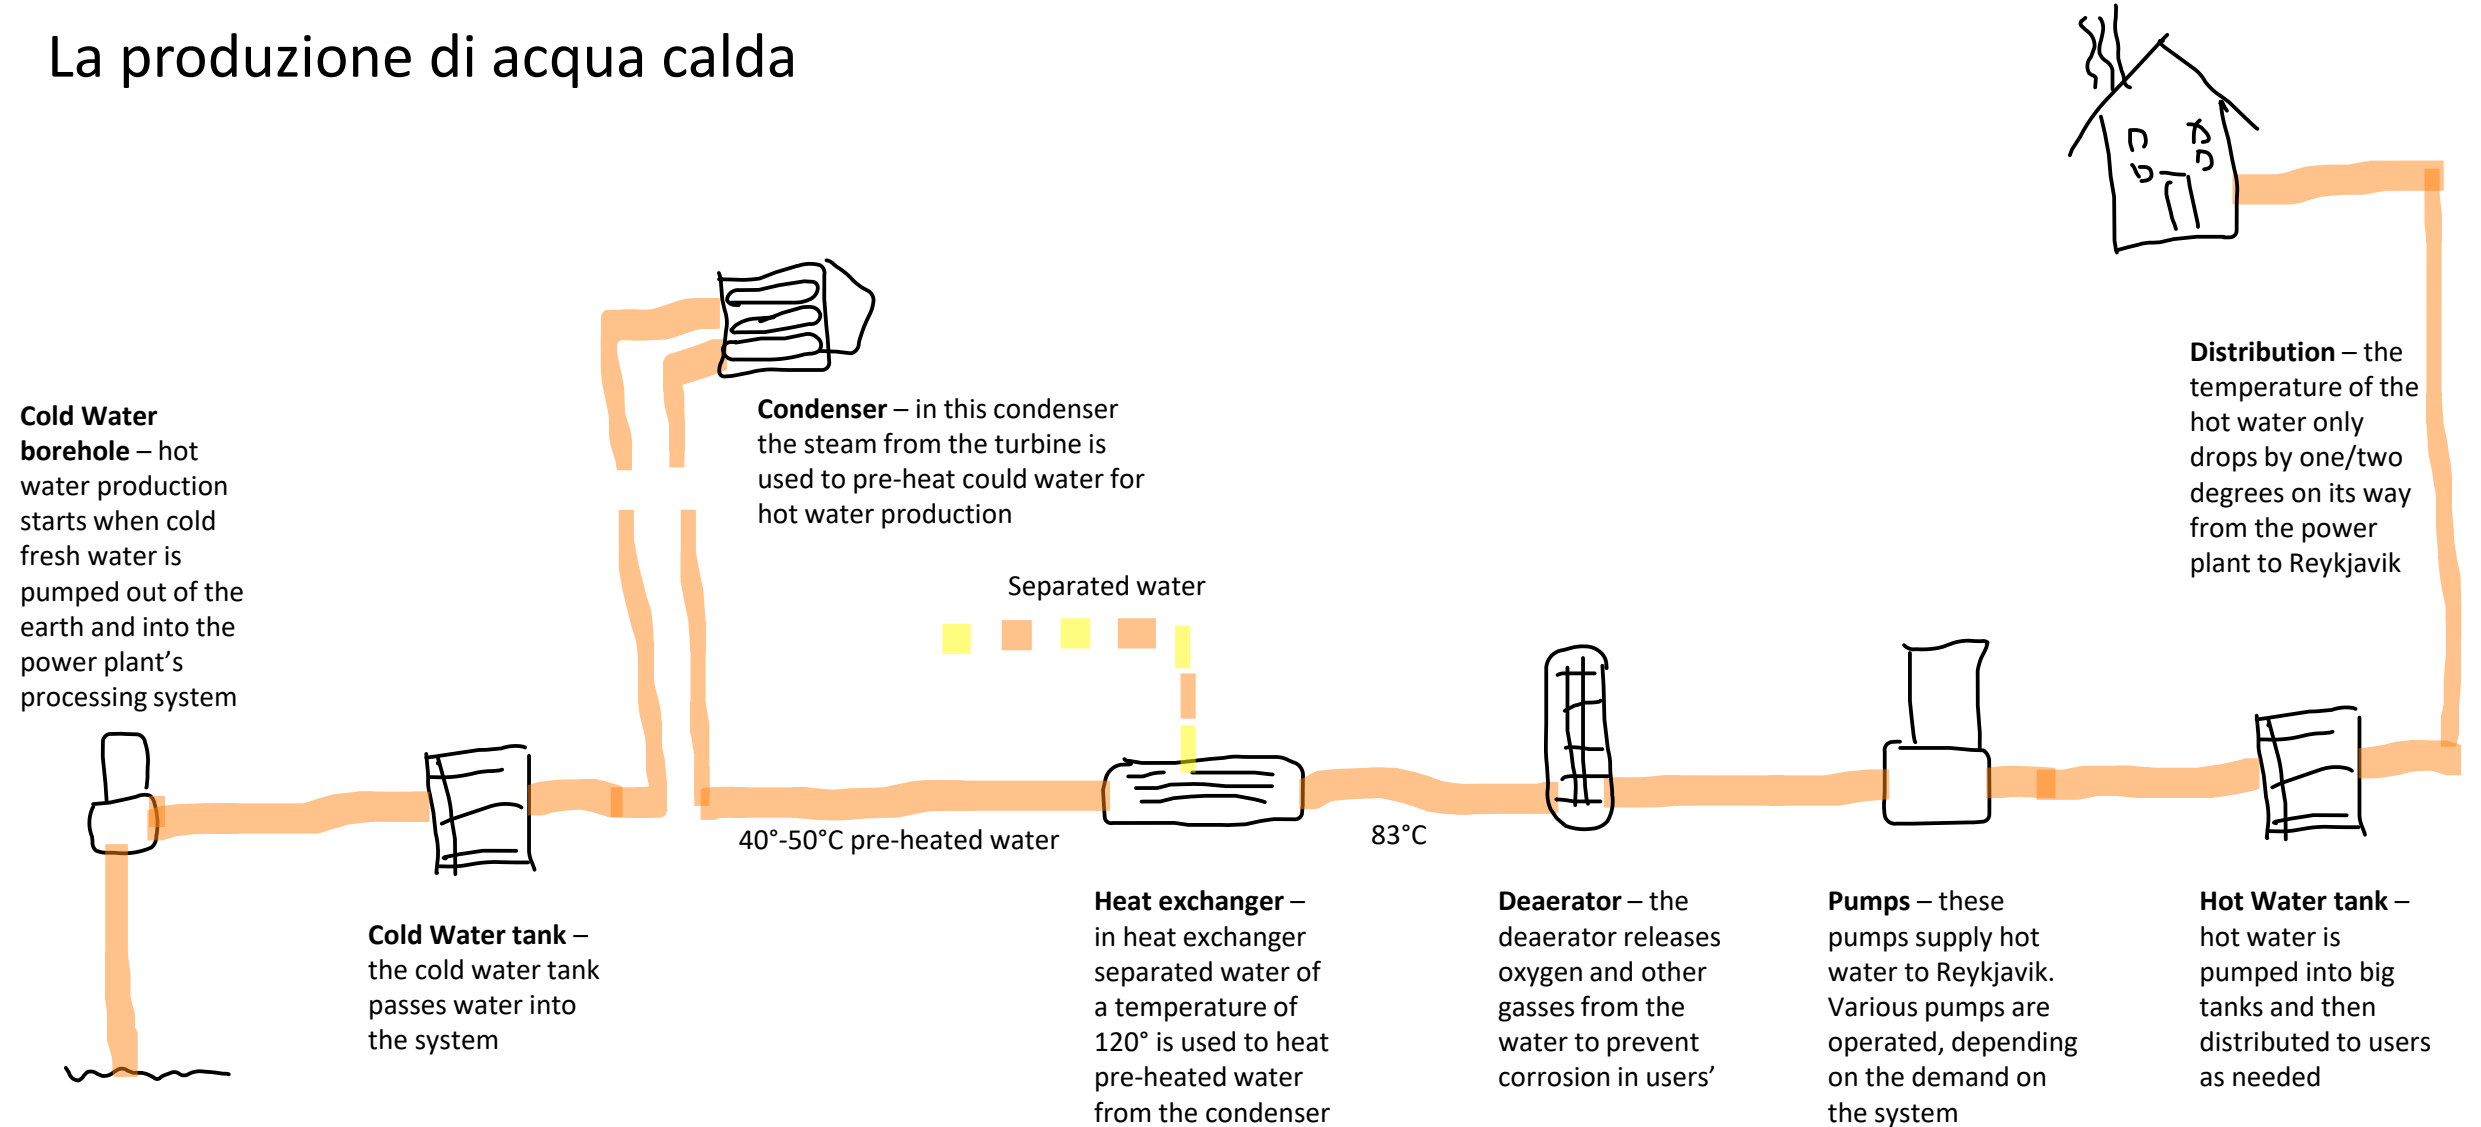 La produzione di acqua calda
Cold Water
borehole – hot
water production
starts when cold
fresh water is
pumped out of the
earth and into the
power plant's
processing system
Cold Water tank –
the cold water tank
passes water into
the system
Condenser – in this condenser
the steam from the turbine is
used to pre-heat could water for
hot water production
Separated water
40°-50°C pre-heated water
Heat exchanger –
in heat exchanger
separated water of
a temperature of
120° is used to heat
pre-heated water
from the condenser
83°C
Deaerator – the
deaerator releases
oxygen and other
gasses from the
water to prevent
corrosion in users'
Pumps – these
pumps supply hot
water to Reykjavik.
Various pumps are
operated, depending
on the demand on
the system
Hot Water tank –
hot water is
pumped into big
tanks and then
distributed to users
as needed
Distribution – the
temperature of the
hot water only
drops by one/two
degrees on its way
from the power
plant to Reykjavik